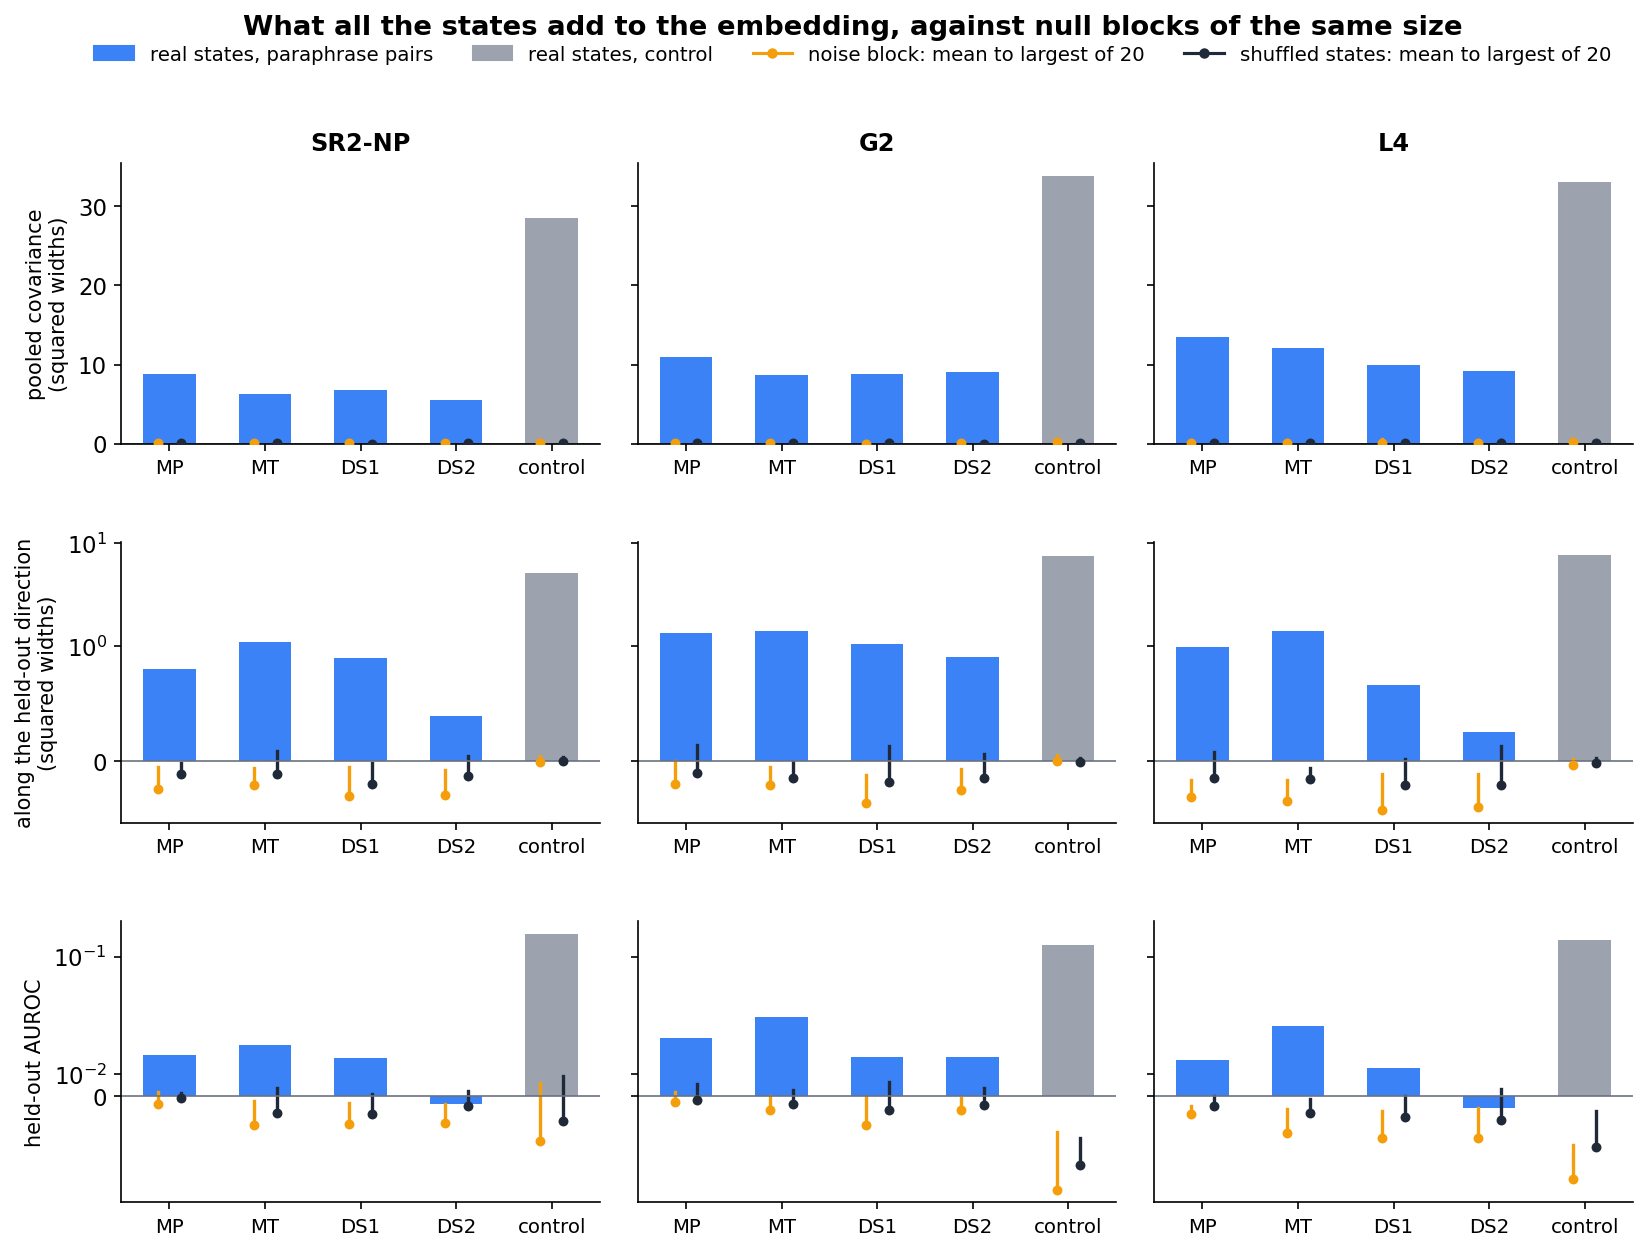 What all the states add to the embedding, against null blocks of the same size
real states, paraphrase pairs
real states, control
noise block: mean to largest of 20
shuffled states: mean to largest of 20
SR2-NP
G2
L4
pooled covariance
(squared widths)
30
20
10
0
MP MT DS1 DS2 control
MP MT DS1 DS2 control
MP MT DS1 DS2 control
along the held-out direction
(squared widths)
10¹
10⁰
0
MP MT DS1 DS2 control
MP MT DS1 DS2 control
MP MT DS1 DS2 control
held-out AUROC
10⁻¹
10⁻²
0
MP MT DS1 DS2 control
MP MT DS1 DS2 control
MP MT DS1 DS2 control